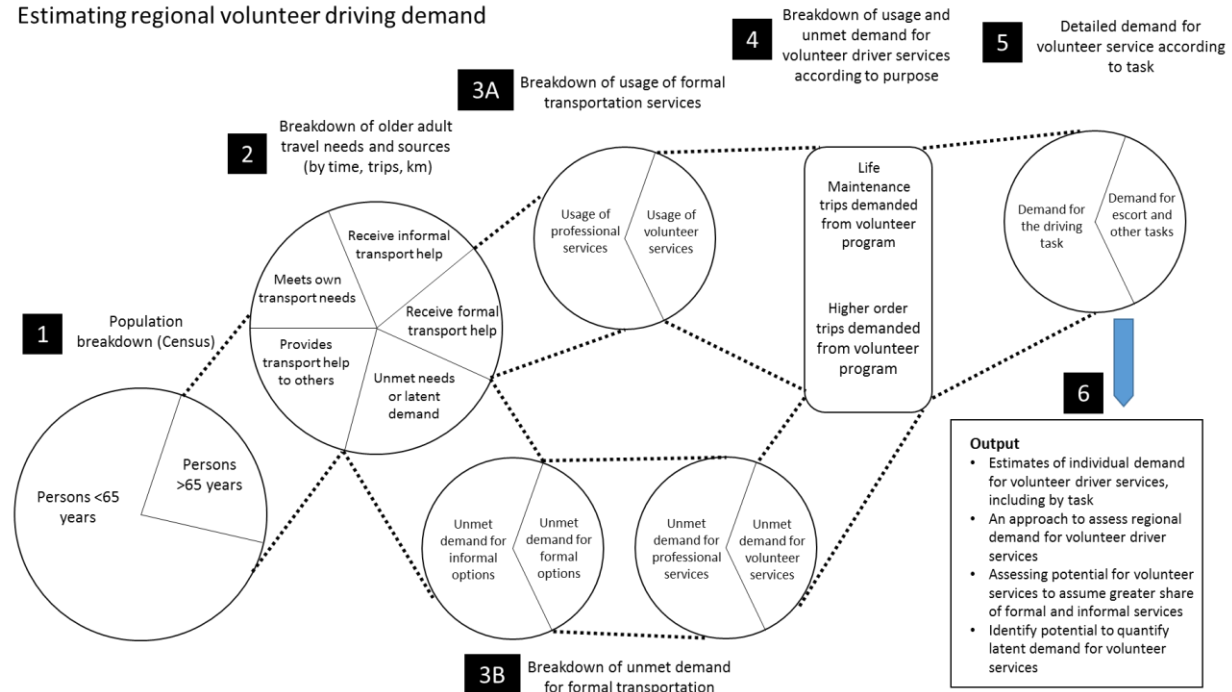 Estimating regional volunteer driving demand
1
Population
breakdown (Census)
Persons <65
years
Persons
>65 years
2
Breakdown of older adult
travel needs and sources
(by time, trips, km)
Receive informal
transport help
Meets own
transport needs
Receive formal
transport help
Provides
transport help
to others
Unmet needs
or latent
demand
3A
Breakdown of usage of formal
transportation services
Usage of
professional
services
Usage of
volunteer
services
3B
Breakdown of unmet demand
for formal transportation
Unmet
demand for
informal
options
Unmet
demand for
formal
options
Unmet
demand for
professional
services
Unmet
demand for
volunteer
services
4
Breakdown of usage and
unmet demand for
volunteer driver services
according to purpose
Life
Maintenance
trips demanded
from volunteer
program
Higher order
trips demanded
from volunteer
program
5
Detailed demand for
volunteer service according
to task
Demand for
the driving
task
Demand for
escort and
other tasks
6
Output
• Estimates of individual demand
for volunteer driver services,
including by task
• An approach to assess regional
demand for volunteer driver
services
• Assessing potential for volunteer
services to assume greater share
of formal and informal services
• Identify potential to quantify
latent demand for volunteer
services